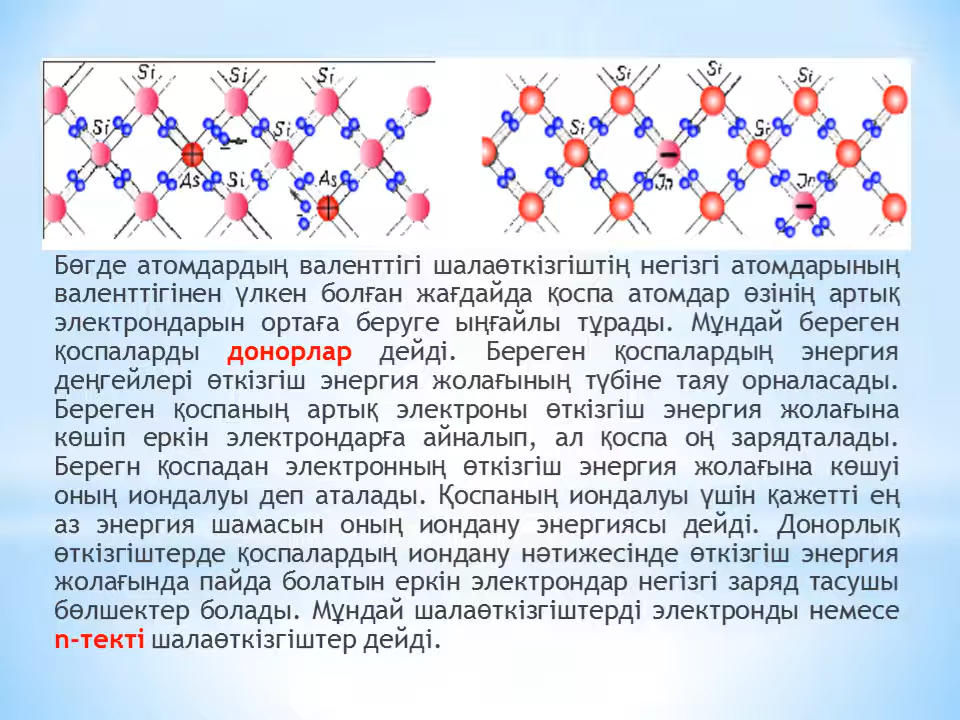 Si Si Si Si Si Si
Si Si Si Si
As Si As Jn Jn
Бөгде атомдардың валенттігі шалаөткізгіштің негізгі атомдарының
валенттігінен үлкен болған жағдайда қоспа атомдар өзінің артық
электрондарын ортаға беруге ыңғайлы тұрады. Мұндай береген
қоспаларды донорлар дейді. Береген қоспалардың энергия
деңгейлері өткізгіш энергия жолағының түбіне таяу орналасады.
Береген қоспаның артық электроны өткізгіш энергия жолағына
көшіп еркін электрондарға айналып, ал қоспа оң зарядталады.
Берегн қоспадан электронның өткізгіш энергия жолағына көшуі
оның иондалуы деп аталады. Қоспаның иондалуы үшін қажетті ең
аз энергия шамасын оның иондану энергиясы дейді. Донорлық
өткізгіштерде қоспалардың иондану нәтижесінде өткізгіш энергия
жолағында пайда болатын еркін электрондар негізгі заряд тасушы
бөлшектер болады. Мұндай шалаөткізгіштерді электронды немесе
n-текті шалаөткізгіштер дейді.